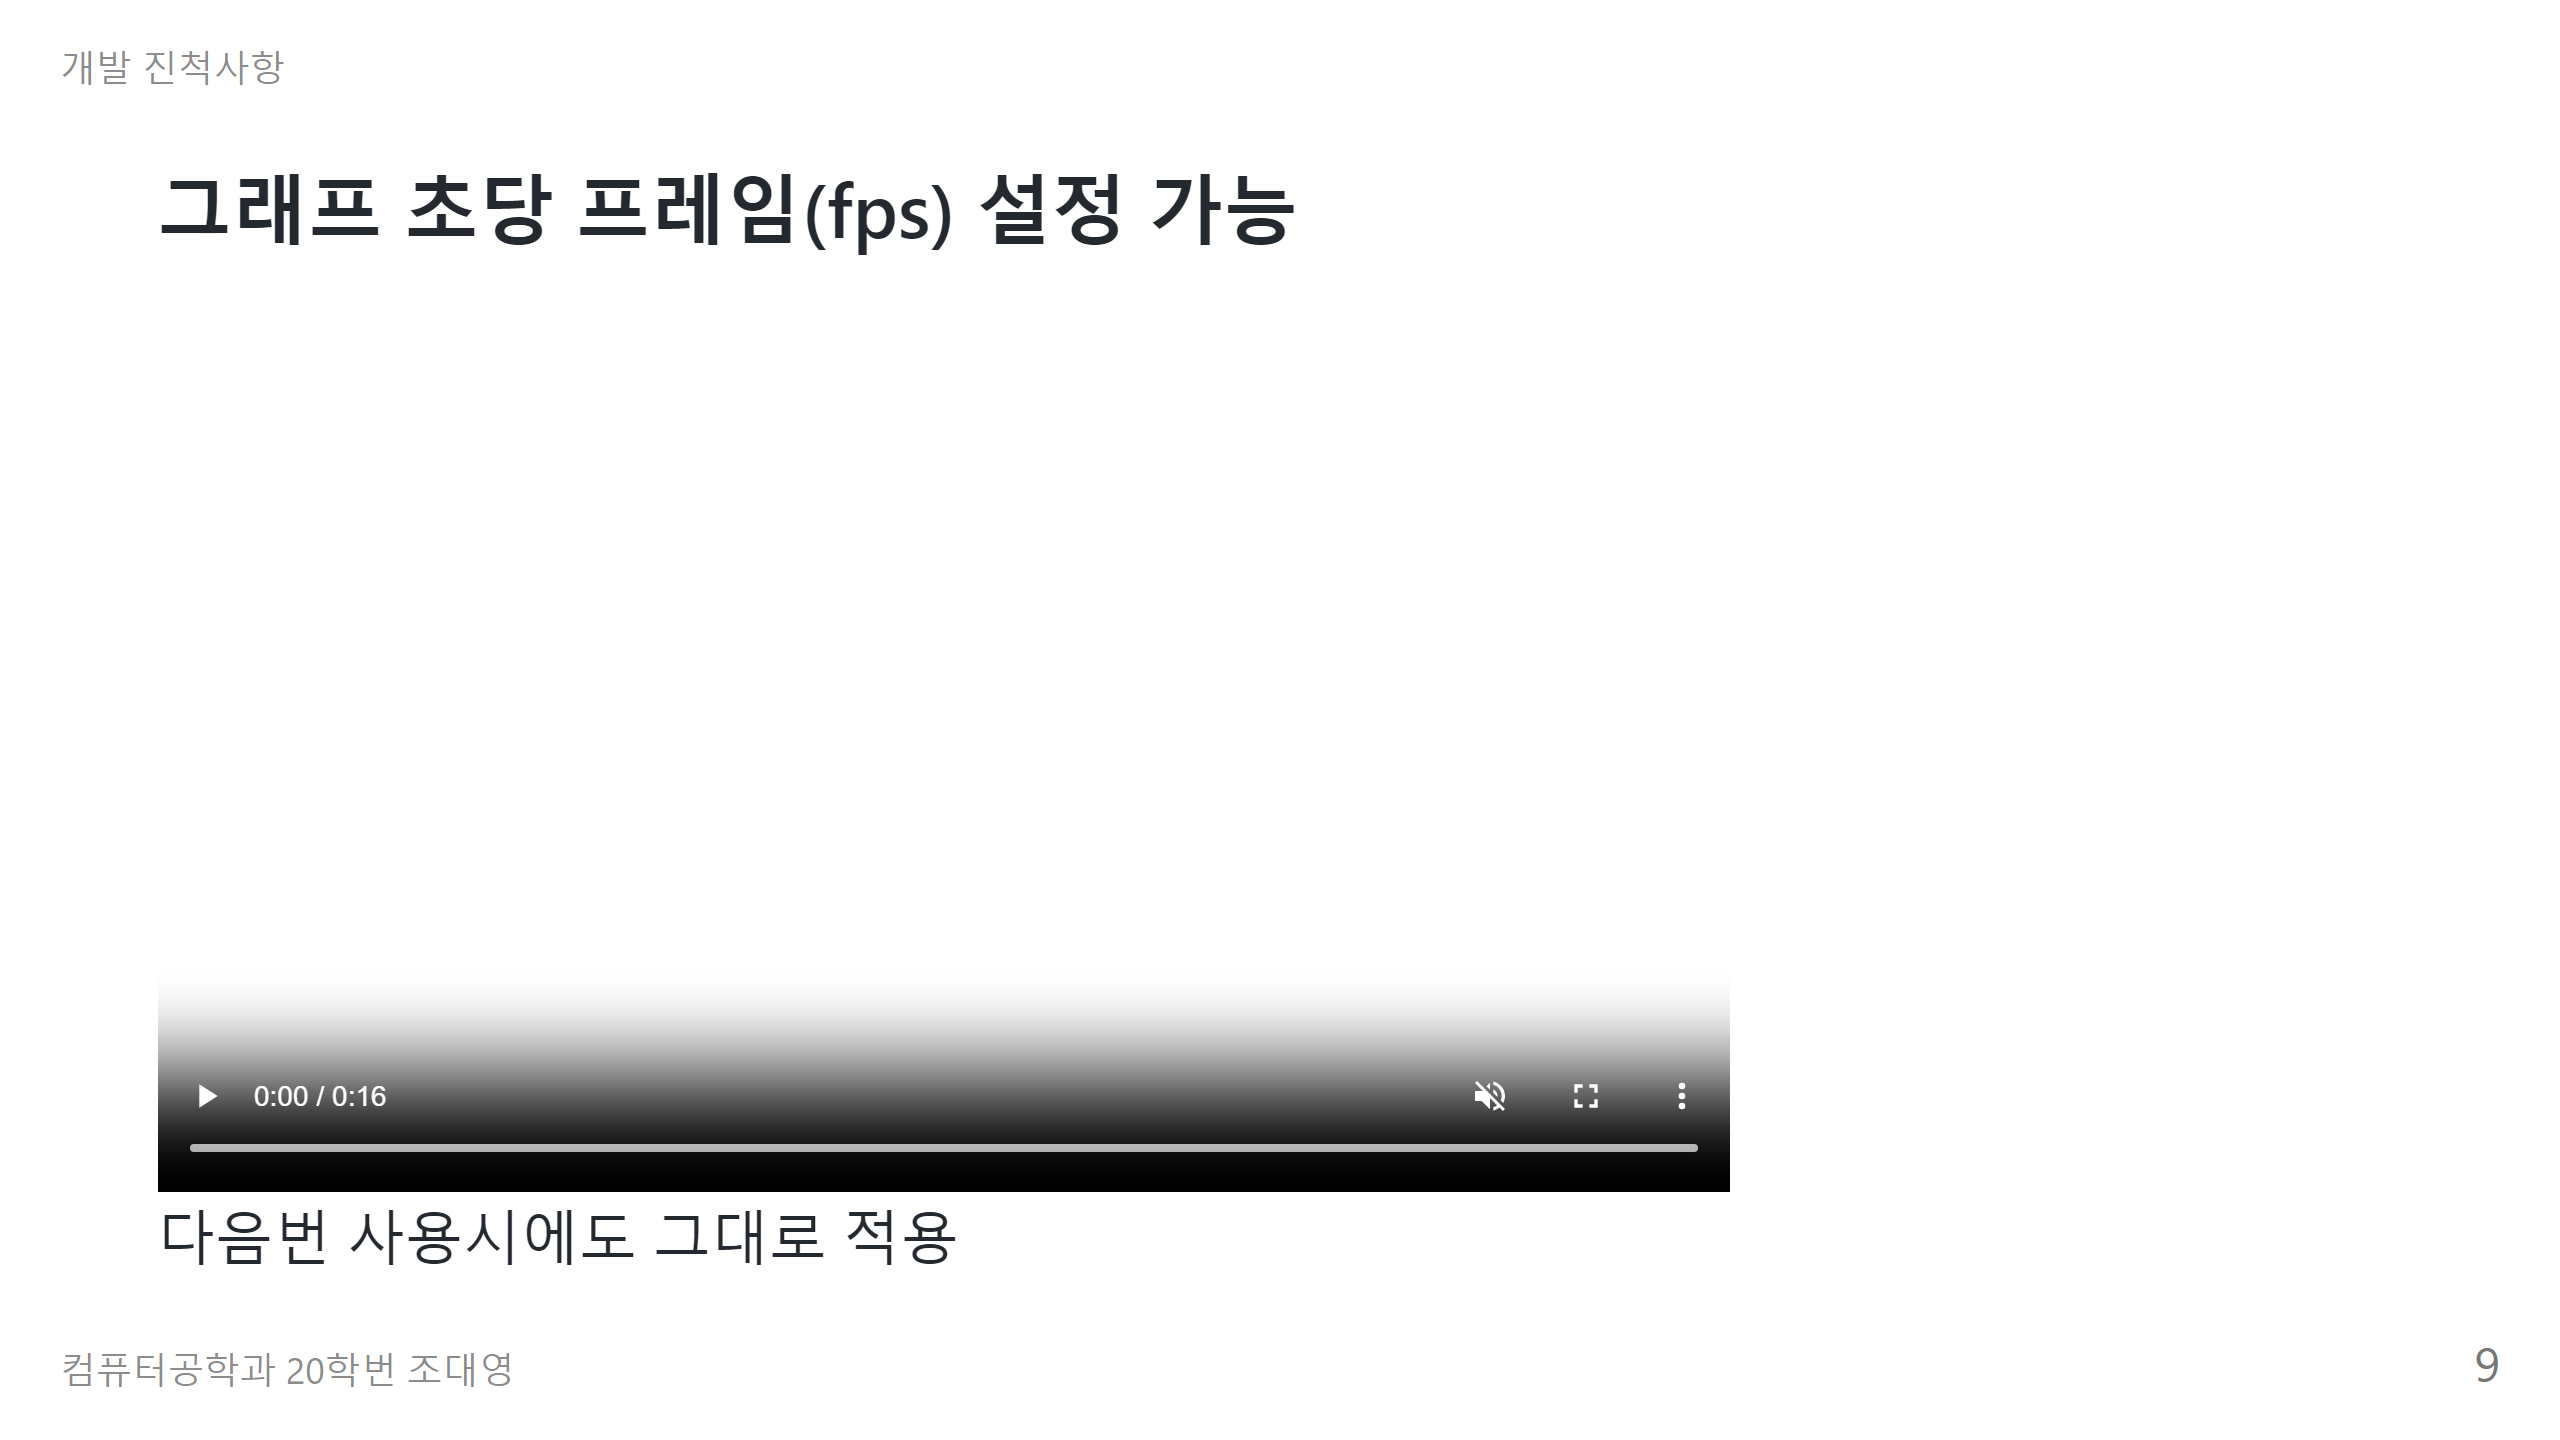 개발 진척사항
그래프 초당 프레임(fps) 설정 가능
0:00 / 0:16
다음번 사용시에도 그대로 적용
컴퓨터공학과 20학번 조대영
9